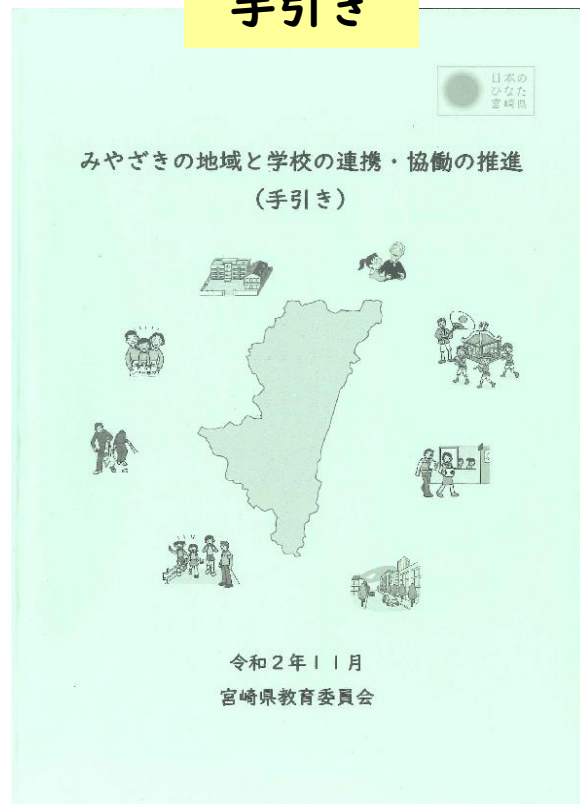 手引き
日本の
ひなた
宮崎県
みやざきの地域と学校の連携・協働の推進
（手引き）
令和２年１１月
宮崎県教育委員会